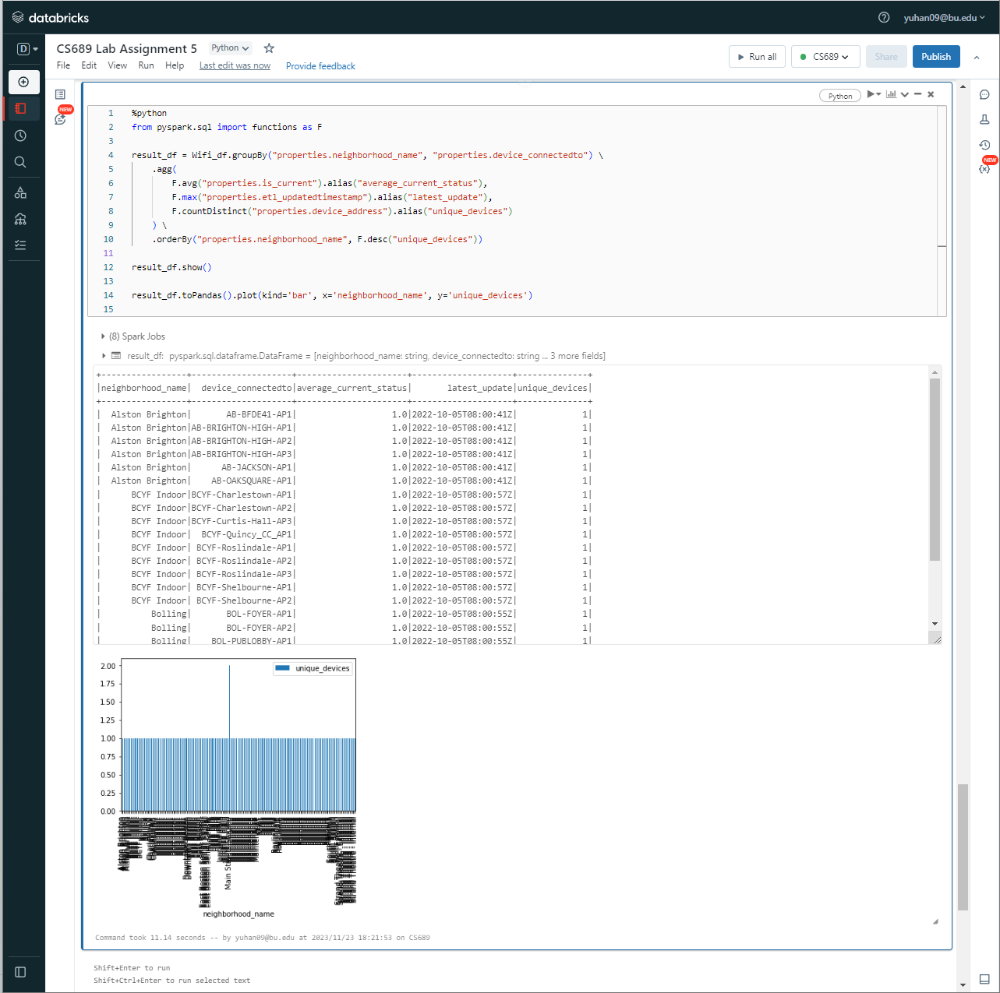 databricks
yuhan09@bu.edu
D
CS689 Lab Assignment 5 Python
File Edit View Run Help Last edit was now Provide feedback
Run all CS689 Share Publish
NEW
NEW
Python
1 %python
2 from pyspark.sql import functions as F
3
4 result_df = Wifi_df.groupBy("properties.neighborhood_name", "properties.device_connectedto") \
5 .agg(
6 F.avg("properties.is_current").alias("average_current_status"),
7 F.max("properties.etl_updatedtimestamp").alias("latest_update"),
8 F.countDistinct("properties.device_address").alias("unique_devices")
9 ) \
10 .orderBy("properties.neighborhood_name", F.desc("unique_devices"))
11
12 result_df.show()
13
14 result_df.toPandas().plot(kind='bar', x='neighborhood_name', y='unique_devices')
15
(8) Spark Jobs
result_df: pyspark.sql.dataframe.DataFrame = [neighborhood_name: string, device_connectedto: string ... 3 more fields]
+-----------------+--------------------+----------------------+--------------------+--------------+
|neighborhood_name|  device_connectedto|average_current_status|       latest_update|unique_devices|
+-----------------+--------------------+----------------------+--------------------+--------------+
|  Alston Brighton|        AB-BFDE41-AP1|                   1.0|2022-10-05T08:00:41Z|             1|
|  Alston Brighton|AB-BRIGHTON-HIGH-AP1|                   1.0|2022-10-05T08:00:41Z|             1|
|  Alston Brighton|AB-BRIGHTON-HIGH-AP2|                   1.0|2022-10-05T08:00:41Z|             1|
|  Alston Brighton|AB-BRIGHTON-HIGH-AP3|                   1.0|2022-10-05T08:00:41Z|             1|
|  Alston Brighton|      AB-JACKSON-AP1|                   1.0|2022-10-05T08:00:41Z|             1|
|  Alston Brighton|    AB-OAKSQUARE-AP1|                   1.0|2022-10-05T08:00:41Z|             1|
|      BCYF Indoor|BCYF-Charlestown-AP1|                   1.0|2022-10-05T08:00:57Z|             1|
|      BCYF Indoor|BCYF-Charlestown-AP2|                   1.0|2022-10-05T08:00:57Z|             1|
|      BCYF Indoor|BCYF-Curtis-Hall-AP3|                   1.0|2022-10-05T08:00:57Z|             1|
|      BCYF Indoor|  BCYF-Quincy_CC_AP1|                   1.0|2022-10-05T08:00:57Z|             1|
|      BCYF Indoor| BCYF-Roslindale-AP1|                   1.0|2022-10-05T08:00:57Z|             1|
|      BCYF Indoor| BCYF-Roslindale-AP2|                   1.0|2022-10-05T08:00:57Z|             1|
|      BCYF Indoor| BCYF-Roslindale-AP3|                   1.0|2022-10-05T08:00:57Z|             1|
|      BCYF Indoor| BCYF-Shelbourne-AP1|                   1.0|2022-10-05T08:00:57Z|             1|
|      BCYF Indoor| BCYF-Shelbourne-AP2|                   1.0|2022-10-05T08:00:57Z|             1|
|          Bolling|       BOL-FOYER-AP1|                   1.0|2022-10-05T08:00:55Z|             1|
|          Bolling|       BOL-FOYER-AP2|                   1.0|2022-10-05T08:00:55Z|             1|
|          Bolling|    BOL-PUBLOBBY-AP1|                   1.0|2022-10-05T08:00:55Z|             1|
unique_devices
2.00
1.75
1.50
1.25
1.00
0.75
0.50
0.25
0.00
neighborhood_name
Command took 11.14 seconds -- by yuhan09@bu.edu at 2023/11/23 18:21:53 on CS689
Shift+Enter to run
Shift+Ctrl+Enter to run selected text